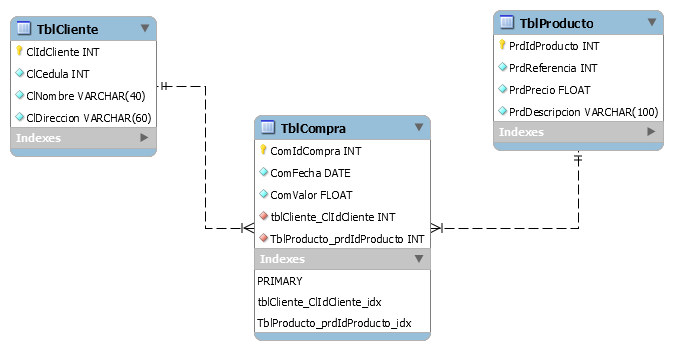 TblCliente
ClIdCliente INT
ClCedula INT
ClNombre VARCHAR(40)
ClDireccion VARCHAR(60)
Indexes
TblProducto
PrdIdProducto INT
PrdReferencia INT
PrdPrecio FLOAT
PrdDescripcion VARCHAR(100)
Indexes
TblCompra
ComIdCompra INT
ComFecha DATE
ComValor FLOAT
tblCliente_ClIdCliente INT
TblProducto_prdIdProducto INT
Indexes
PRIMARY
tblCliente_ClIdCliente_idx
TblProducto_prdIdProducto_idx